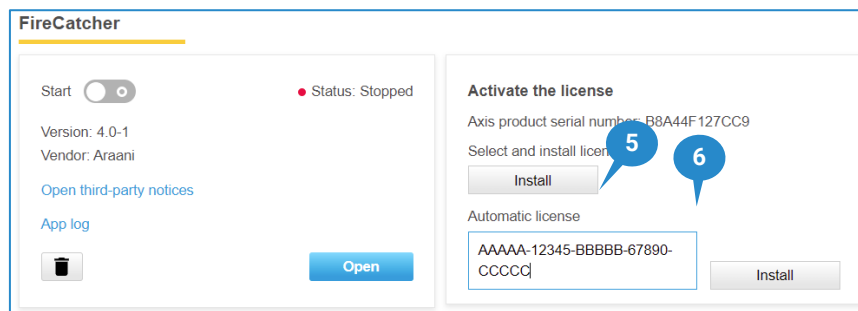 FireCatcher
Start
Status: Stopped
Version: 4.0-1
Vendor: Araani
Open third-party notices
App log
Open
Activate the license
Axis product serial number: B8A44F127CC9
Select and install licen
5
6
Install
Automatic license
AAAAA-12345-BBBBB-67890-
CCCCC
Install